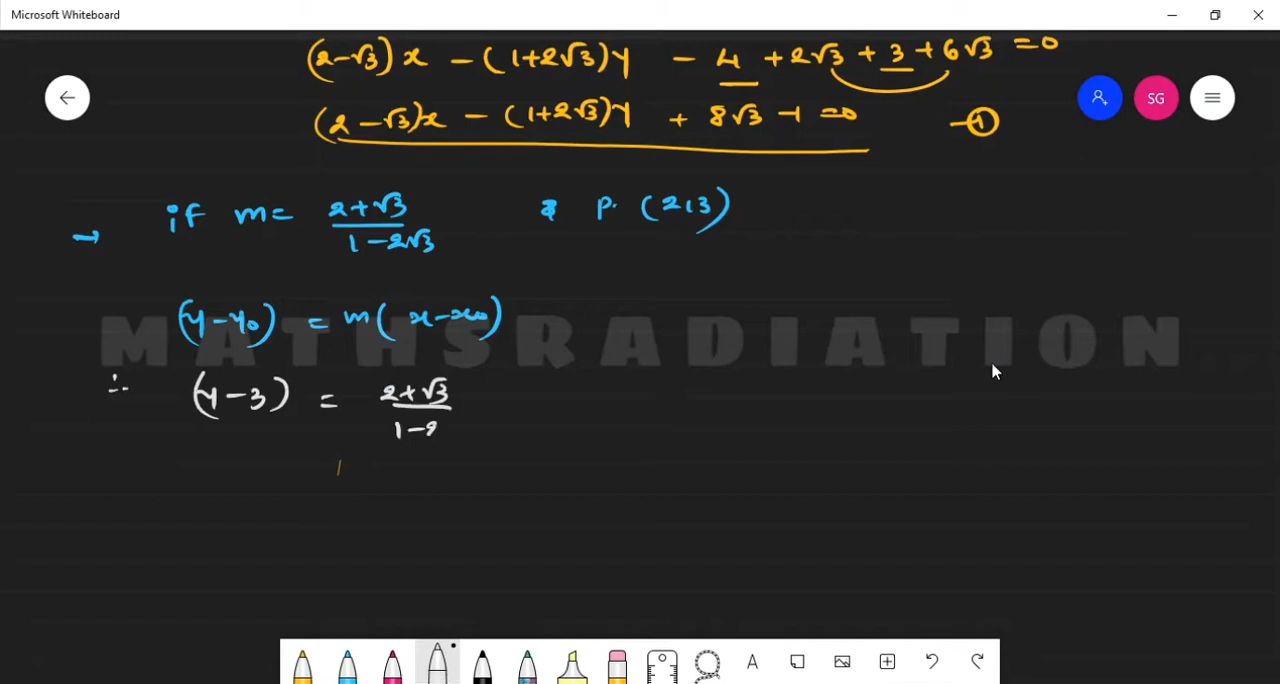 Microsoft Whiteboard
(2-√3)x - (1+2√3)y - 4 + 2√3 + 3 + 6√3 = 0
SG
(2-√3)x - (1+2√3)y + 8√3 - 1 = 0 -①
→ if m = 2+√3 / 1-2√3 & P. (2,3)
(y-y₀) = m(x-x₀)
MATHSRADIATION
∴ (y-3) = 2+√3 / 1-2
A